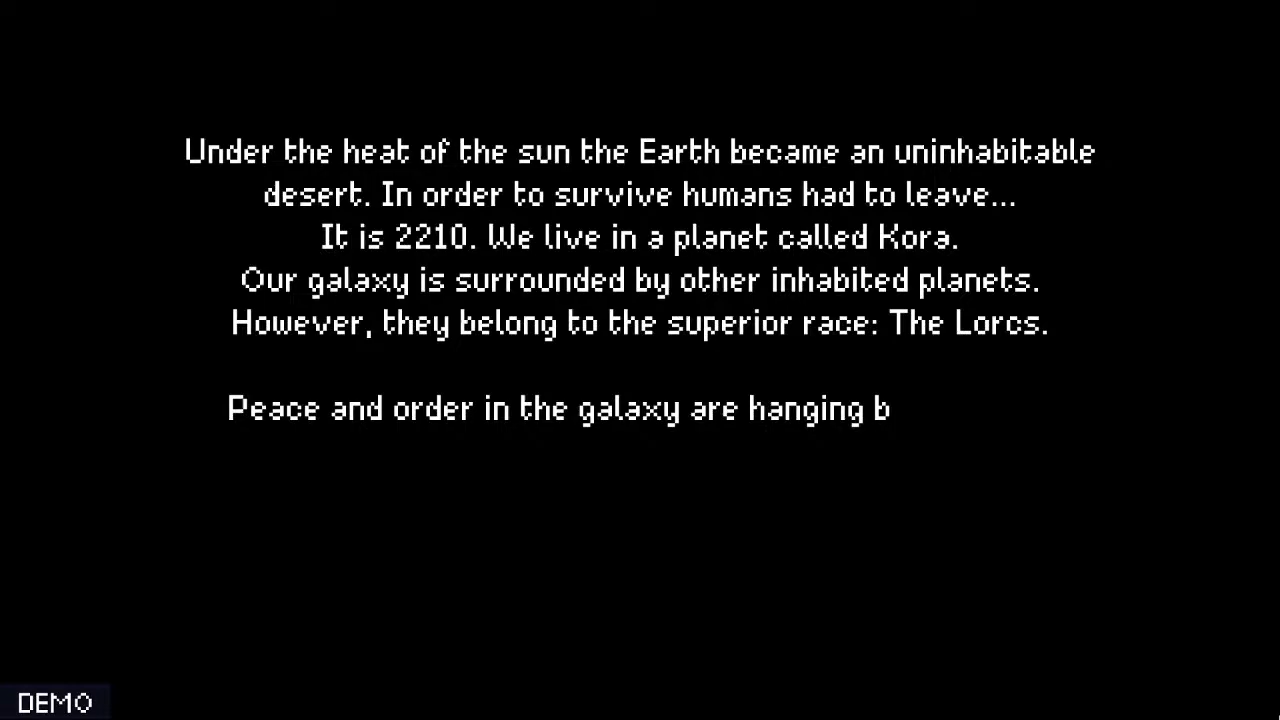 Under the heat of the sun the Earth became an uninhabitable
desert. In order to survive humans had to leave...
It is 2210. We live in a planet called Kora.
Our galaxy is surrounded by other inhabited planets.
However, they belong to the superior race: The Lorcs.
Peace and order in the galaxy are hanging b
DEMO